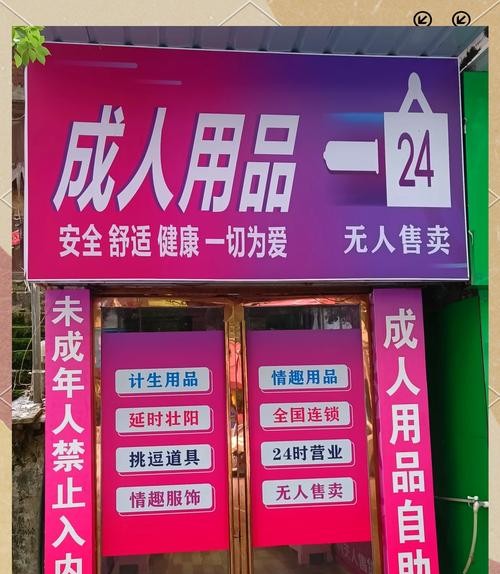 成人用品
24
安全 舒适 健康 一切为爱
无人售卖
未成年人禁止入内
计生用品
延时壮阳
挑逗道具
情趣服饰
情趣用品
全国连锁
24时营业
无人售卖
成人用品自助